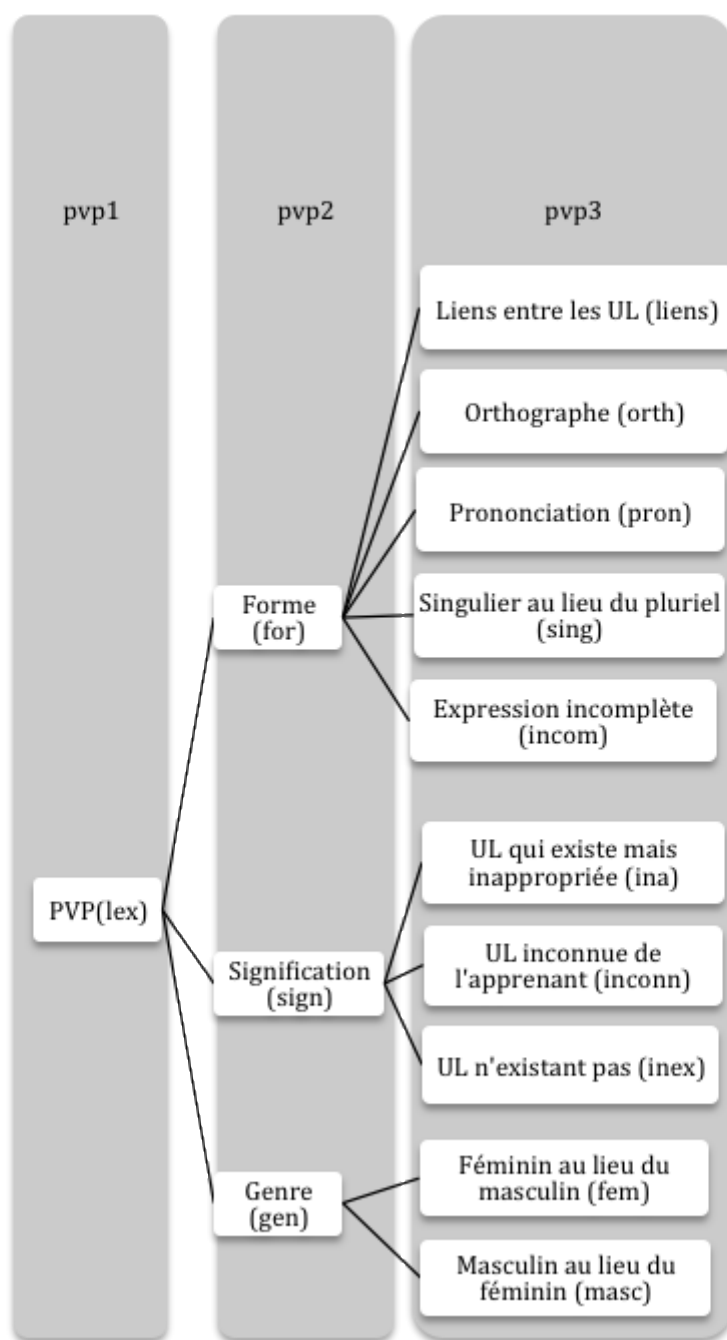 pvp1
pvp2
pvp3
Liens entre les UL (liens)
Orthographe (orth)
Prononciation (pron)
Singulier au lieu du pluriel
(sing)
Forme
(for)
Expression incomplète
(incom)
UL qui existe mais
inappropriée (ina)
PVP(lex)
UL inconnue de
l'apprenant (inconn)
Signification
(sign)
UL n'existant pas (inex)
Féminin au lieu du
masculin (fem)
Genre
(gen)
Masculin au lieu du
féminin (masc)